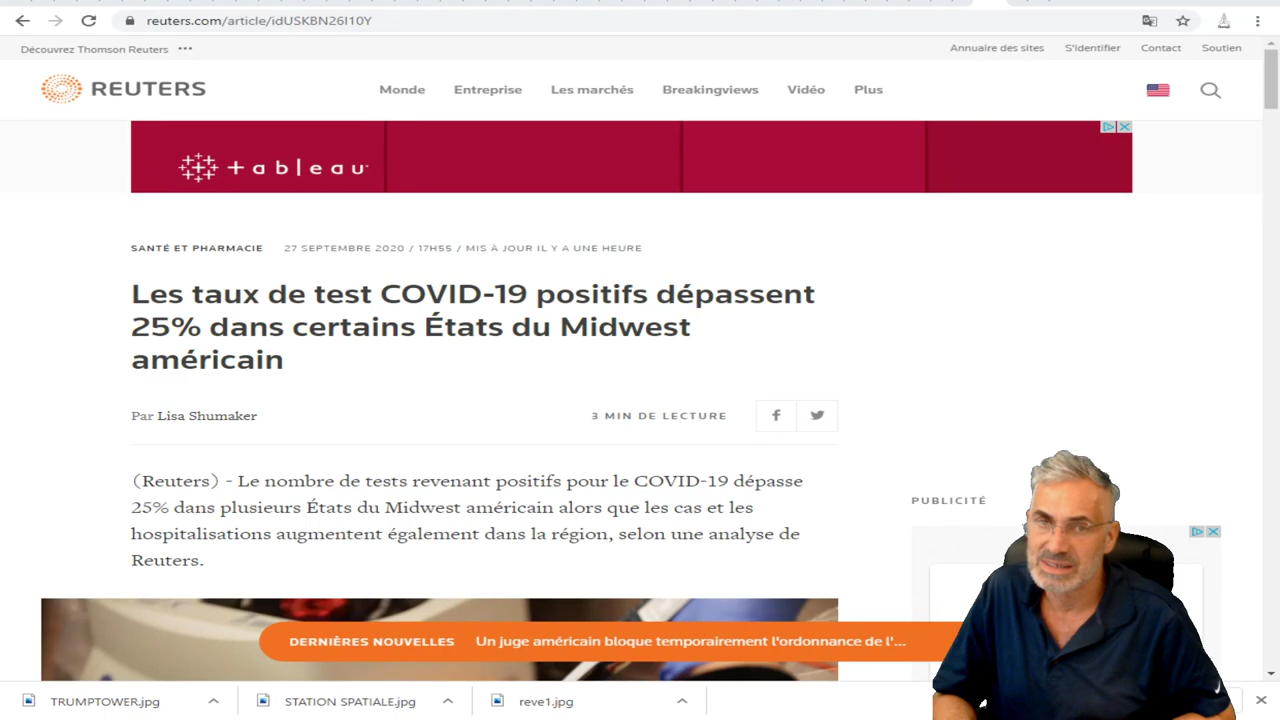 reuters.com/article/idUSKBN26I10Y
Découvrez Thomson Reuters •••
Annuaire des sites S'identifier Contact Soutien
REUTERS
Monde Entreprise Les marchés Breakingviews Vidéo Plus
+ableau
SANTÉ ET PHARMACIE 27 SEPTEMBRE 2020 / 17H55 / MIS À JOUR IL Y A UNE HEURE
Les taux de test COVID-19 positifs dépassent
25% dans certains États du Midwest
américain
Par Lisa Shumaker
3 MIN DE LECTURE
(Reuters) - Le nombre de tests revenant positifs pour le COVID-19 dépasse
25% dans plusieurs États du Midwest américain alors que les cas et les
hospitalisations augmentent également dans la région, selon une analyse de
Reuters.
PUBLICITÉ
DERNIÈRES NOUVELLES Un juge américain bloque temporairement l'ordonnance de l'...
TRUMPTOWER.jpg STATION SPATIALE.jpg reve1.jpg